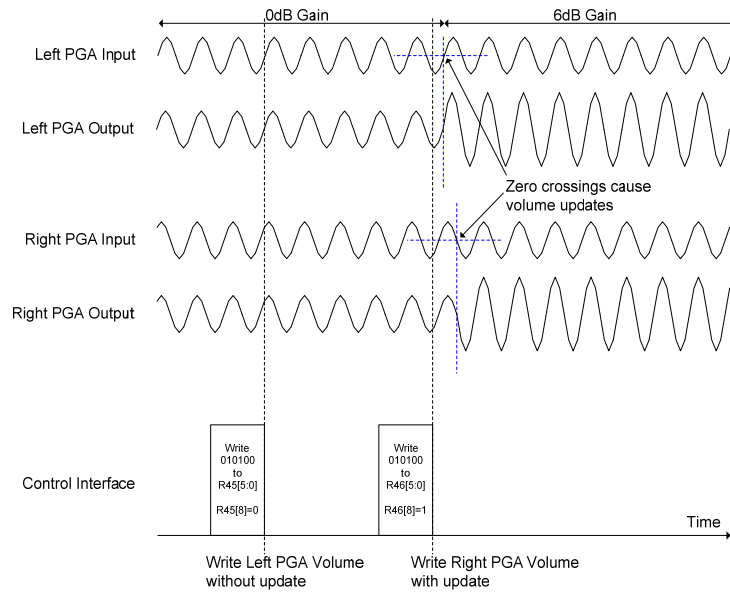 0dB Gain
6dB Gain
Left PGA Input
Left PGA Output
Zero crossings cause
volume updates
Right PGA Input
Right PGA Output
Write
010100
to
R45[5:0]
R45[8]=0
Write
010100
to
R46[5:0]
R46[8]=1
Control Interface
Time
Write Left PGA Volume
without update
Write Right PGA Volume
with update